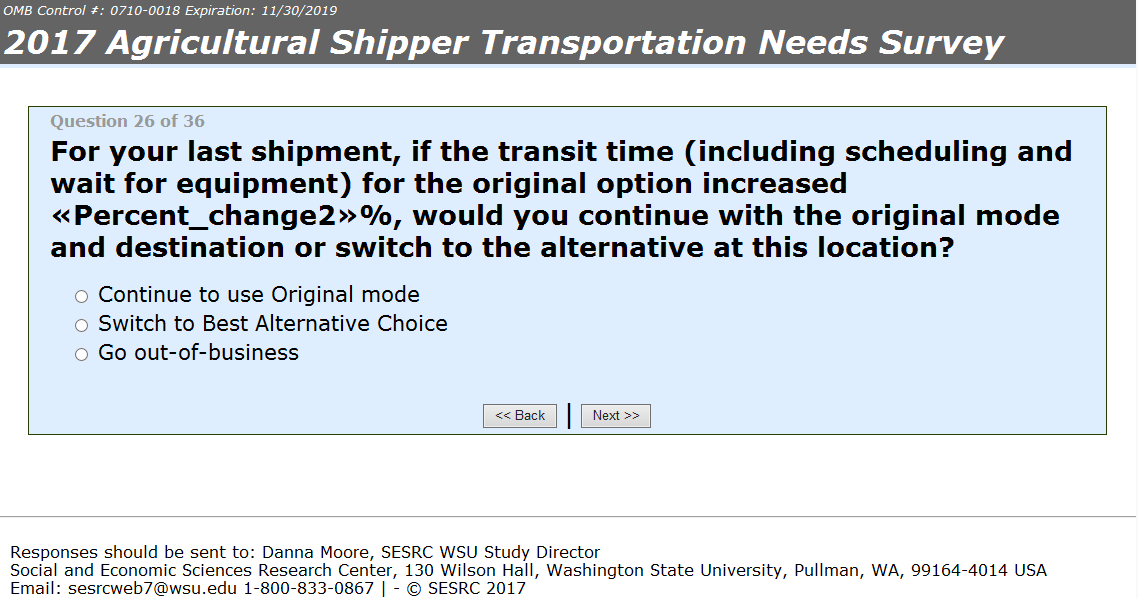 OMB Control #: 0710-0018 Expiration: 11/30/2019
2017 Agricultural Shipper Transportation Needs Survey
Question 26 of 36
For your last shipment, if the transit time (including scheduling and
wait for equipment) for the original option increased
«Percent_change2»%, would you continue with the original mode
and destination or switch to the alternative at this location?
Continue to use Original mode
Switch to Best Alternative Choice
Go out-of-business
<< Back | Next >>
Responses should be sent to: Danna Moore, SESRC WSU Study Director
Social and Economic Sciences Research Center, 130 Wilson Hall, Washington State University, Pullman, WA, 99164-4014 USA
Email: sesrcweb7@wsu.edu 1-800-833-0867 | - © SESRC 2017